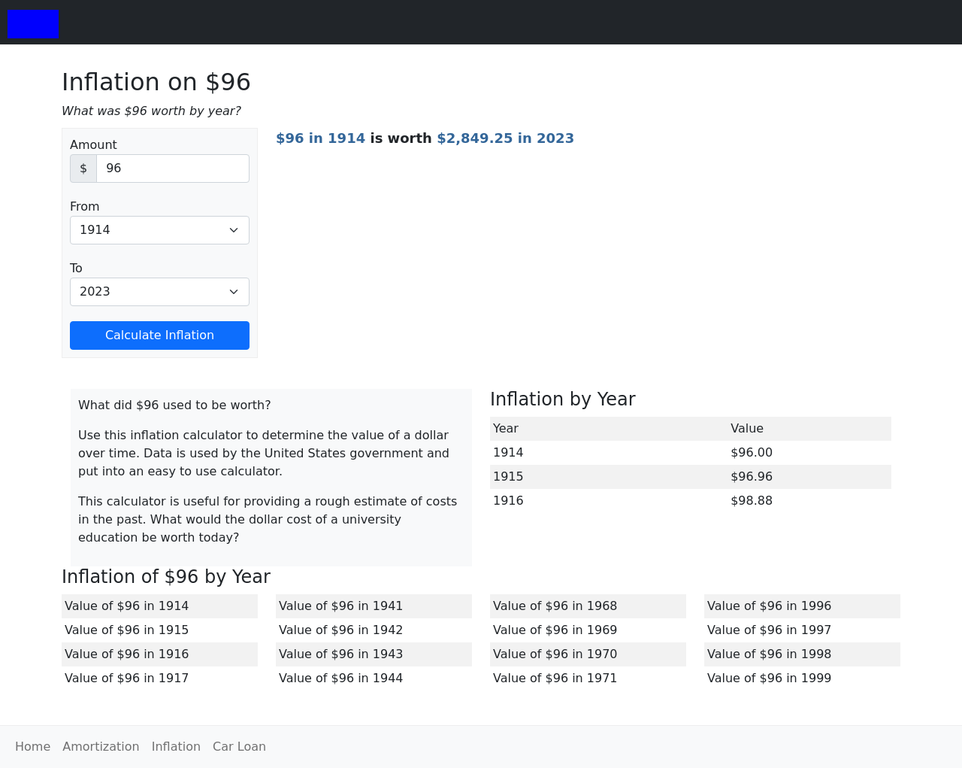 Inflation on $96
What was $96 worth by year?
Amount
$ 96
From
1914
To
2023
Calculate Inflation
$96 in 1914 is worth $2,849.25 in 2023
What did $96 used to be worth?
Use this inflation calculator to determine the value of a dollar
over time. Data is used by the United States government and
put into an easy to use calculator.
This calculator is useful for providing a rough estimate of costs
in the past. What would the dollar cost of a university
education be worth today?
Inflation by Year
Year Value
1914 $96.00
1915 $96.96
1916 $98.88
Inflation of $96 by Year
Value of $96 in 1914
Value of $96 in 1915
Value of $96 in 1916
Value of $96 in 1917
Value of $96 in 1941
Value of $96 in 1942
Value of $96 in 1943
Value of $96 in 1944
Value of $96 in 1968
Value of $96 in 1969
Value of $96 in 1970
Value of $96 in 1971
Value of $96 in 1996
Value of $96 in 1997
Value of $96 in 1998
Value of $96 in 1999
Home Amortization Inflation Car Loan